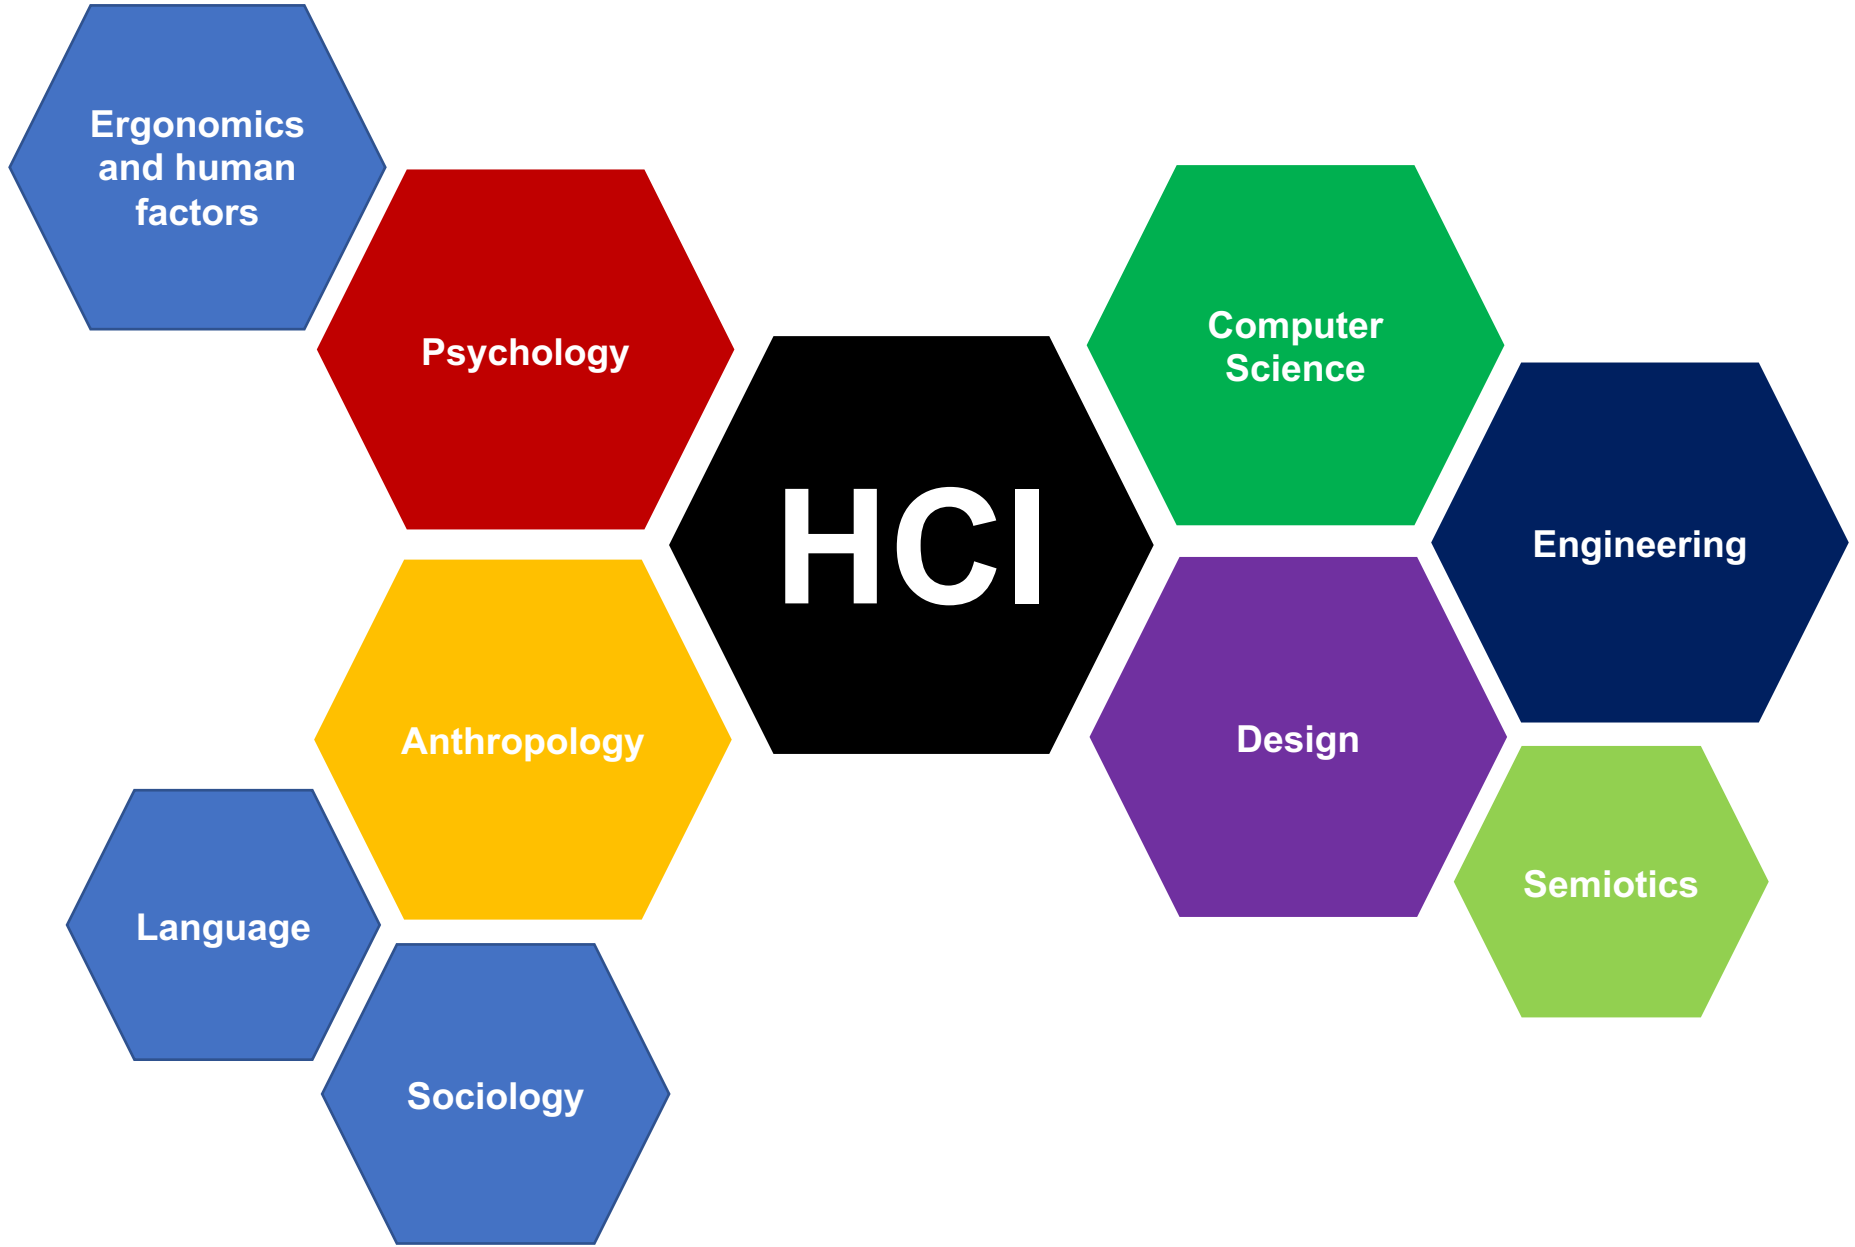 Ergonomics
and human
factors
Psychology
Computer
Science
HCI
Engineering
Anthropology
Design
Language
Semiotics
Sociology